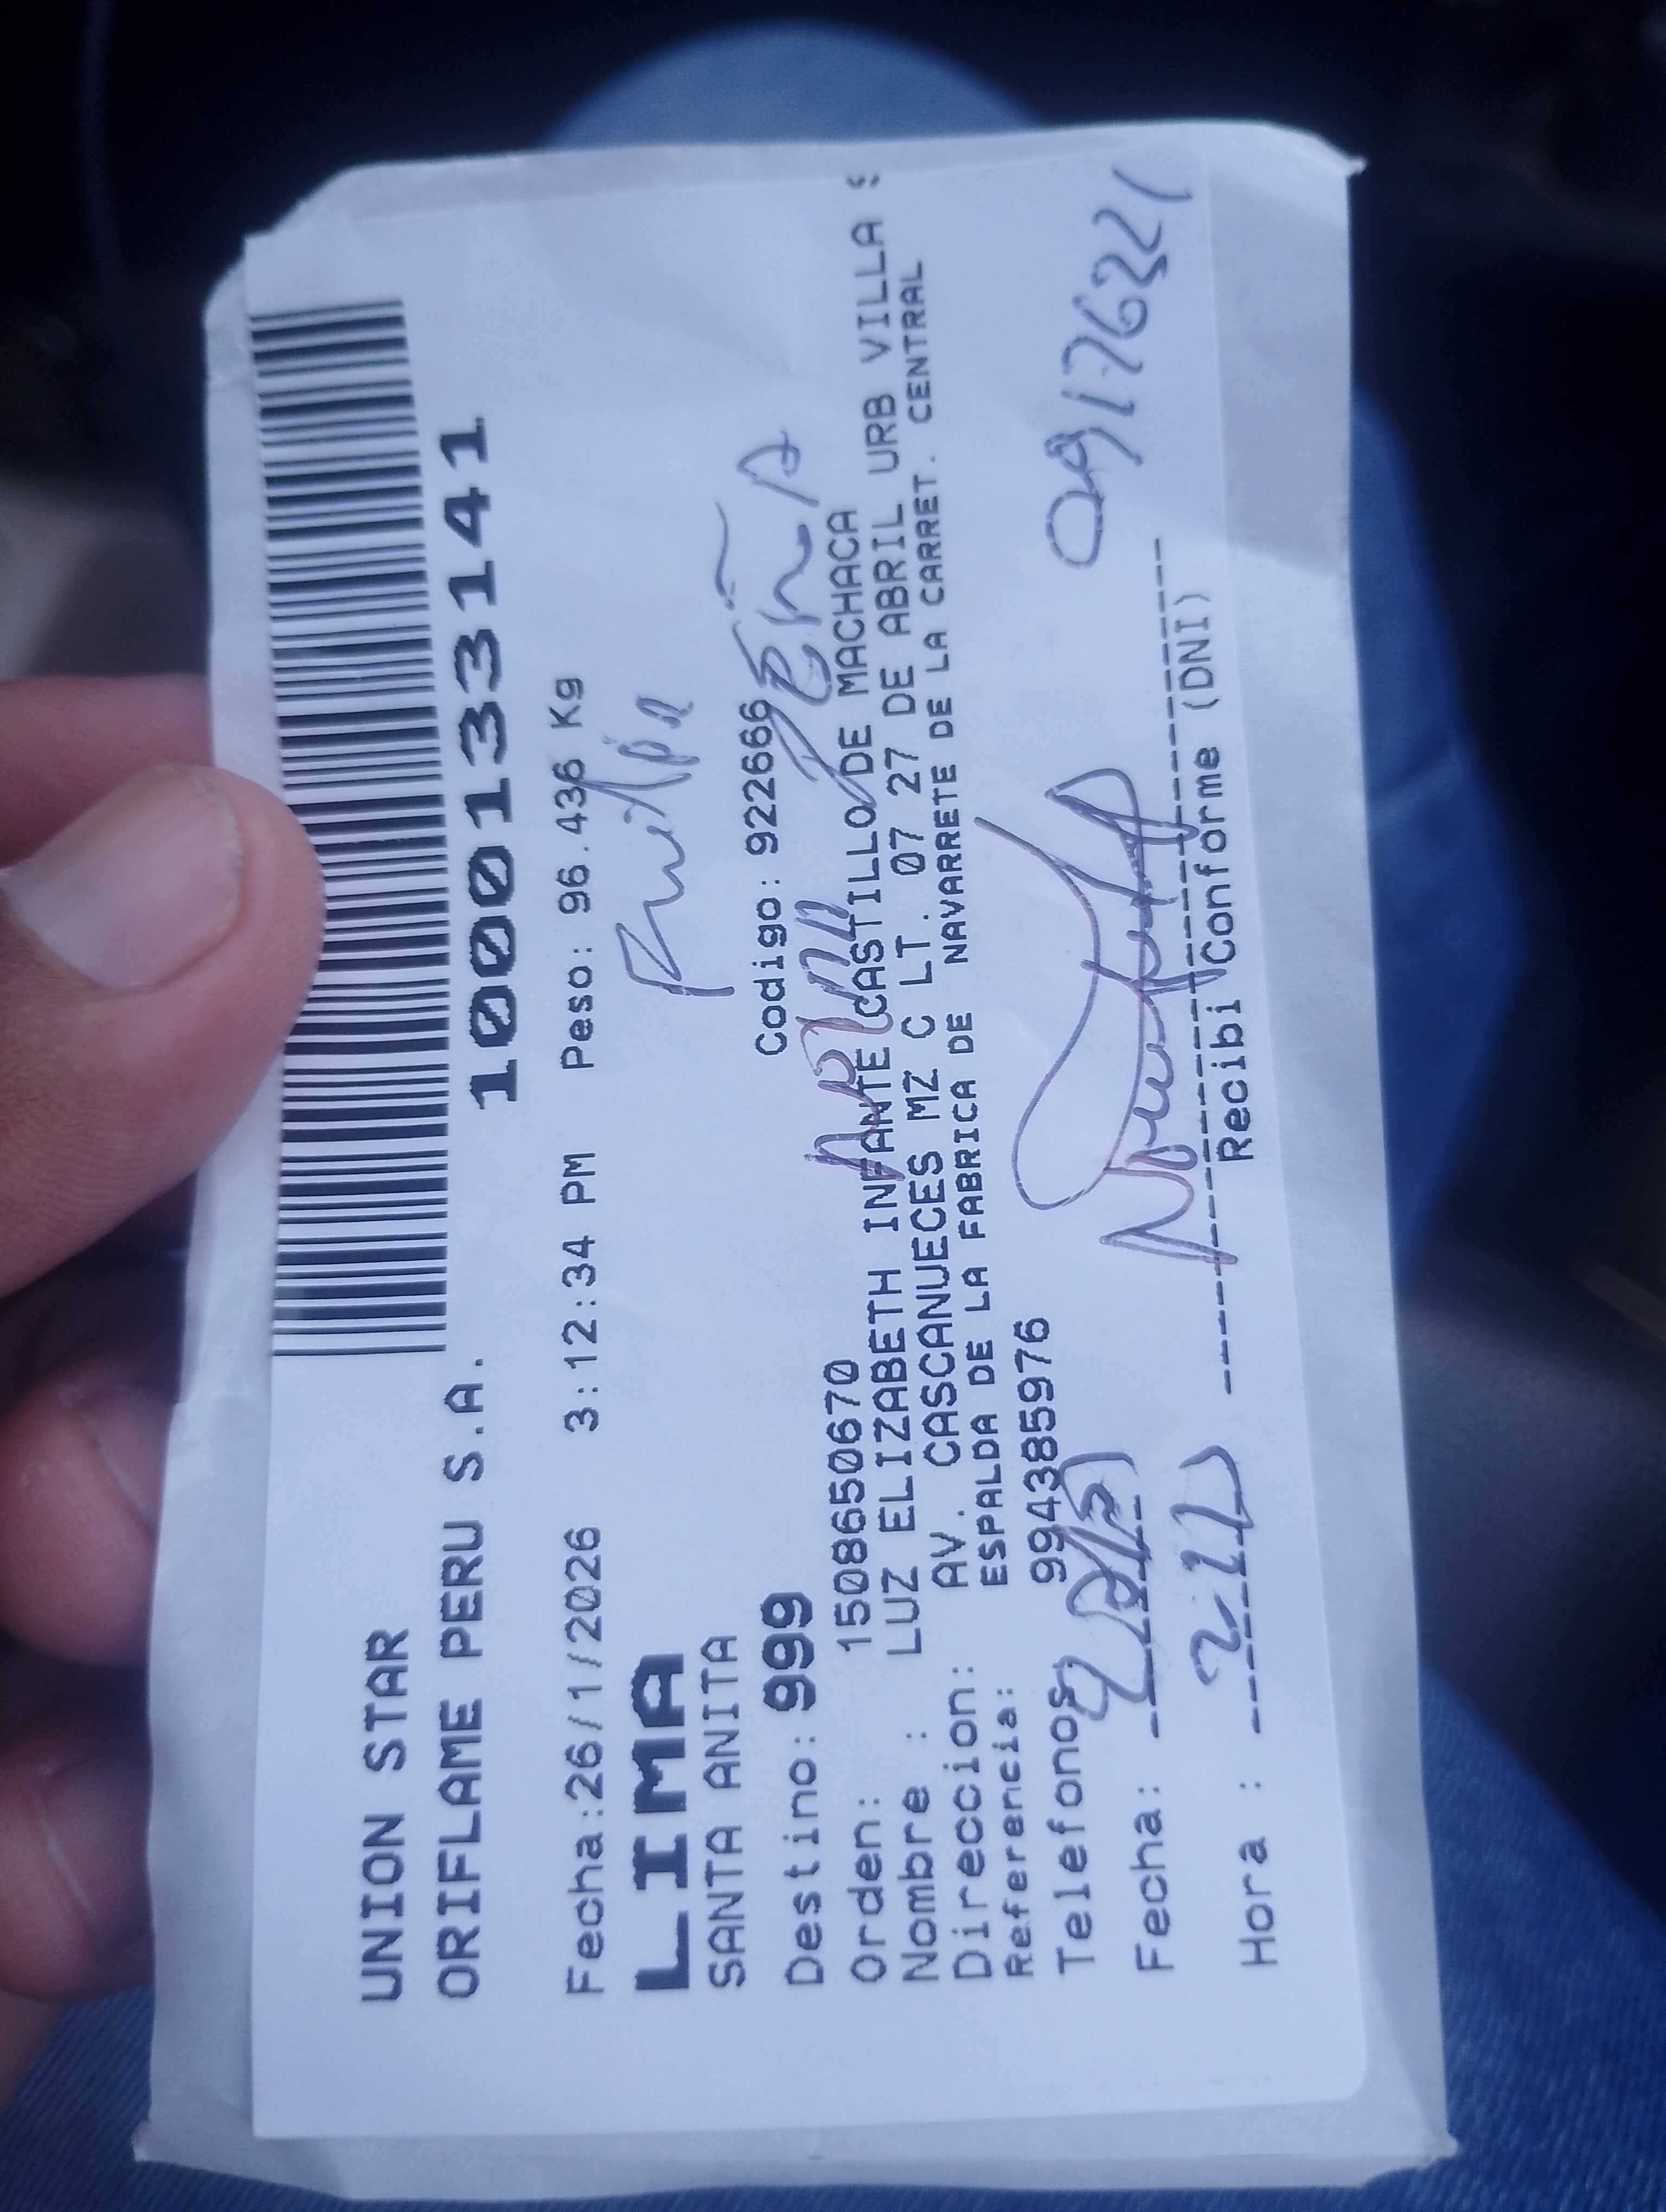 UNION STAR
ORIFLAME PERU S.A.
1000133141
Fecha:26/1/2026 3:12:34 PM Peso: 96.436 Kg
LIMA
SANTA ANITA
Destino: 999 Codigo: 922666
Peña
Orden: 1508650670
Nombre : LUZ ELIZABETH INFANTE CASTILLO DE MACHACA
Direccion: AV. CASCANUECES MZ C LT. 07 27 DE ABRIL URB VILLA S
Referencia: ESPALDA DE LA FABRICA DE NAVARRETE DE LA CARRET. CENTRAL
Telefonos 994385976
Fecha:
09117621
Hora :
Recibi Conforme (DNI)